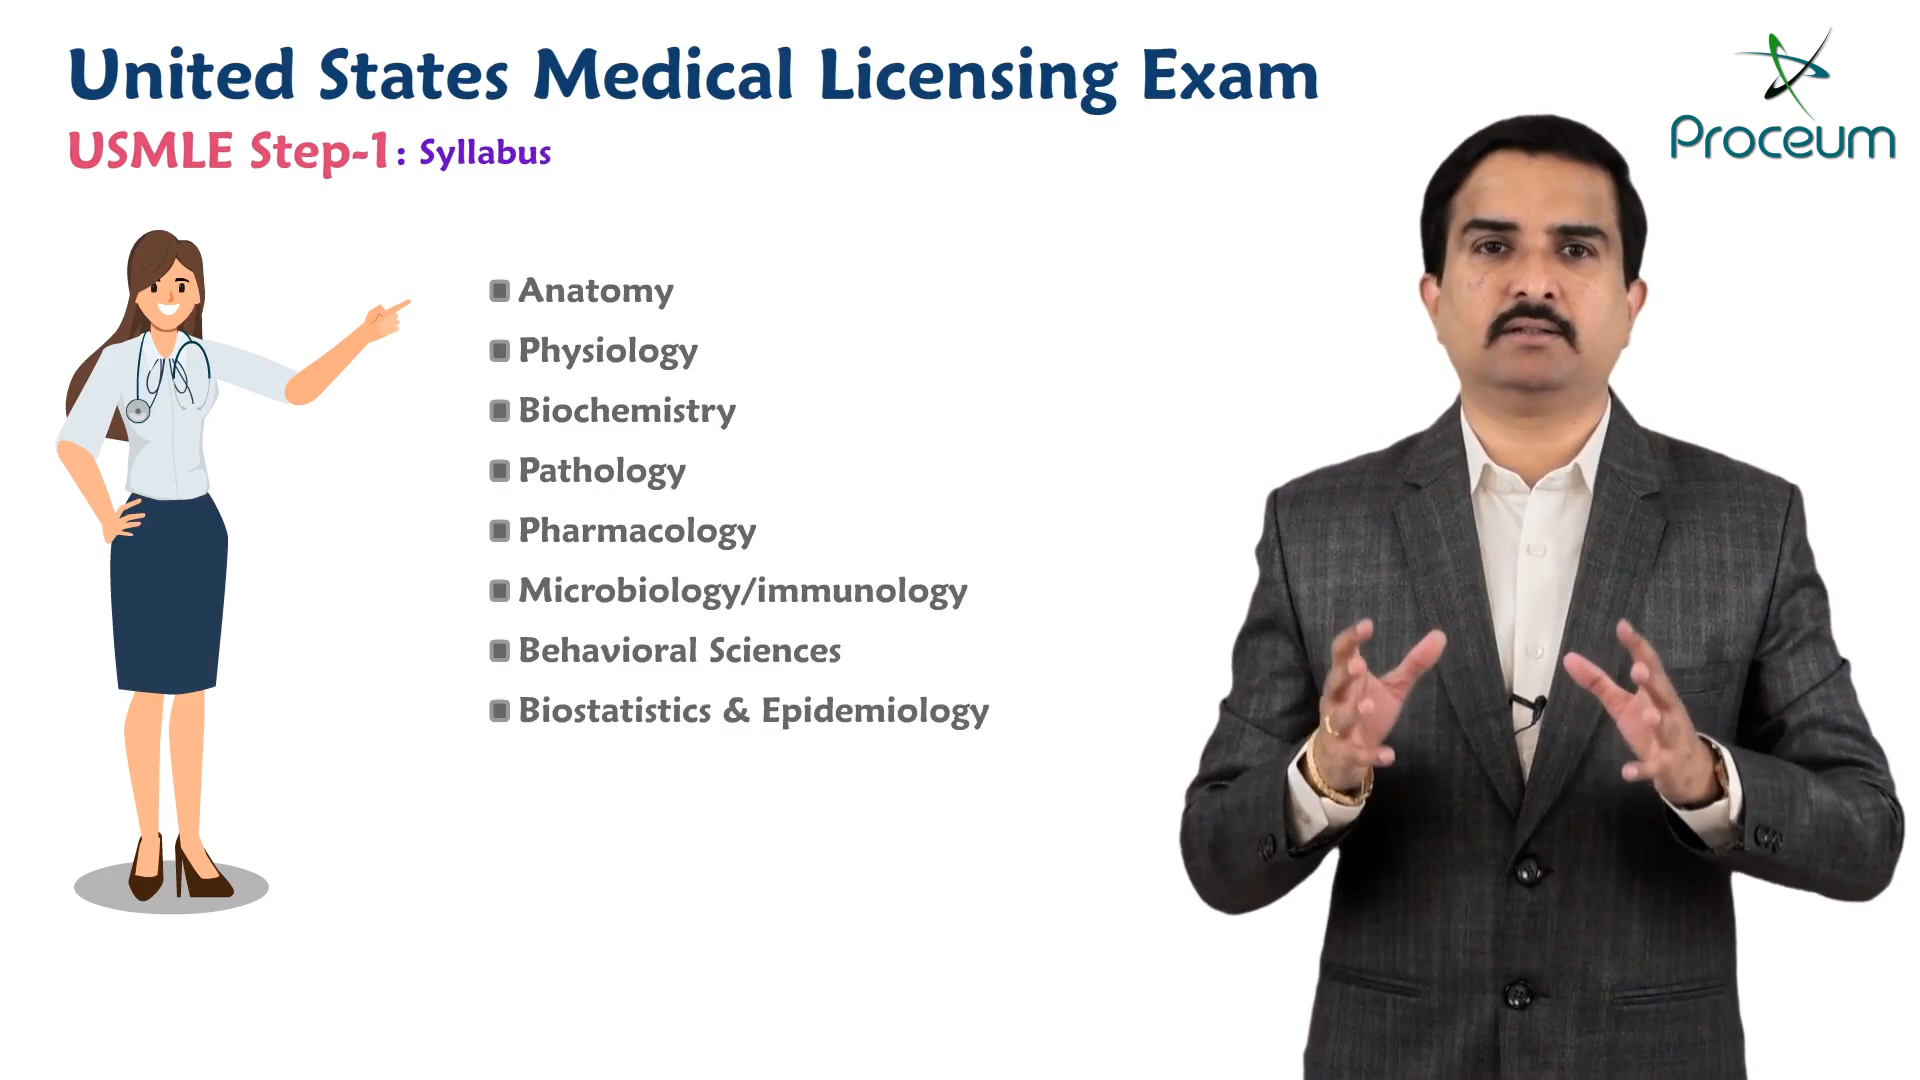 United States Medical Licensing Exam
USMLE Step-1: Syllabus
Proceum
Anatomy
Physiology
Biochemistry
Pathology
Pharmacology
Microbiology/immunology
Behavioral Sciences
Biostatistics & Epidemiology